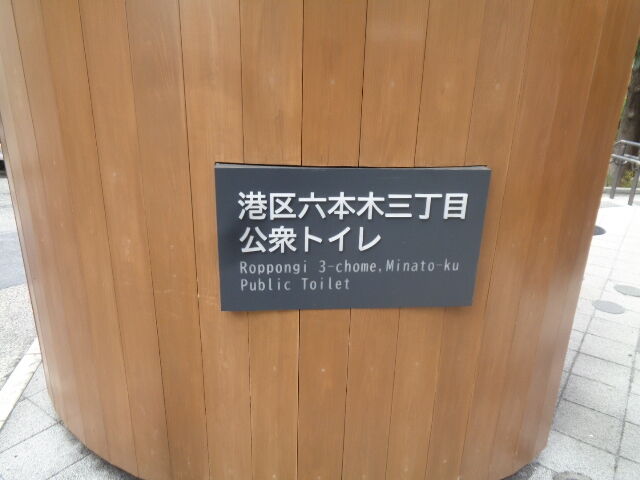 港区六本木三丁目
公衆トイレ
Roppongi 3-chome,Minato-ku
Public Toilet